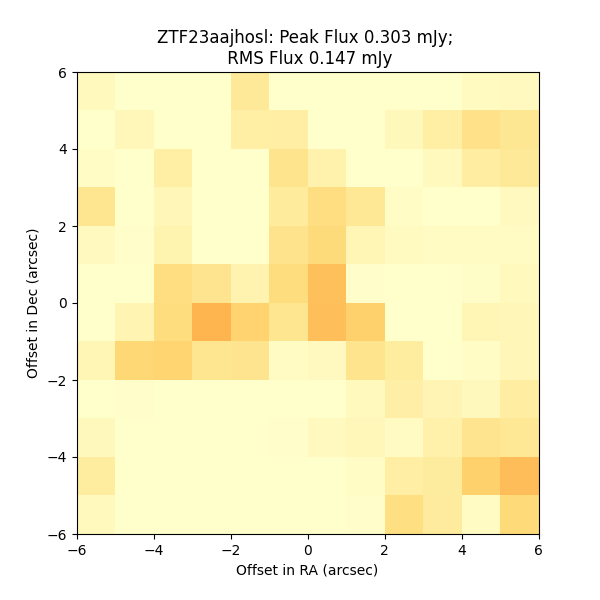 ZTF23aajhosl: Peak Flux 0.303 mJy;
RMS Flux 0.147 mJy
6
4
2
0
−2
−4
−6
Offset in Dec (arcsec)
−6 −4 −2 0 2 4 6
Offset in RA (arcsec)